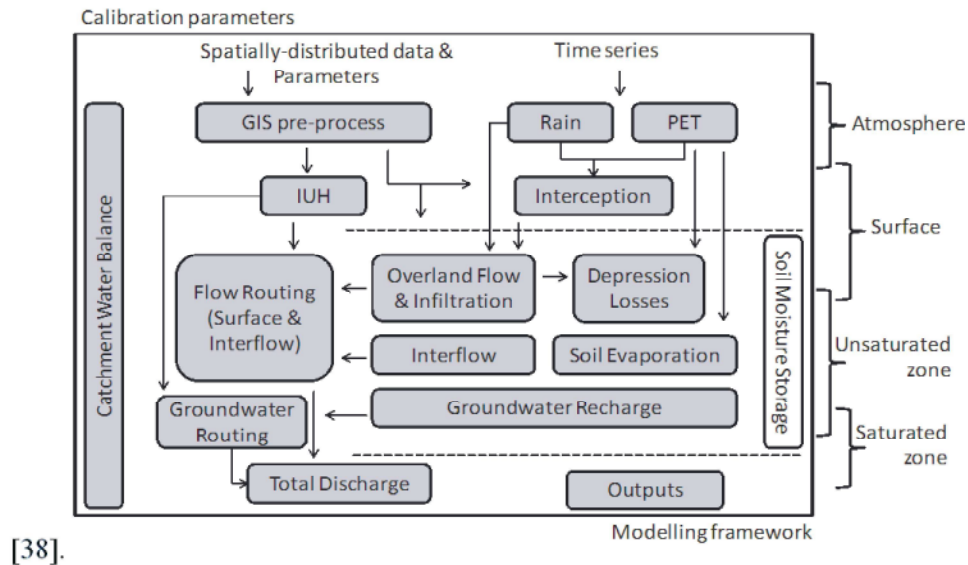 Calibration parameters
Spatially-distributed data &
Parameters
Time series
GIS pre-process
Rain
PET
Atmosphere
IUH
Interception
Surface
Catchment Water Balance
Flow Routing
(Surface &
Interflow)
Overland Flow
& Infiltration
Depression
Losses
Soil Moisture Storage
Interflow
Soil Evaporation
Unsaturated
zone
Groundwater
Routing
Groundwater Recharge
Saturated
zone
Total Discharge
Outputs
Modelling framework
[38].